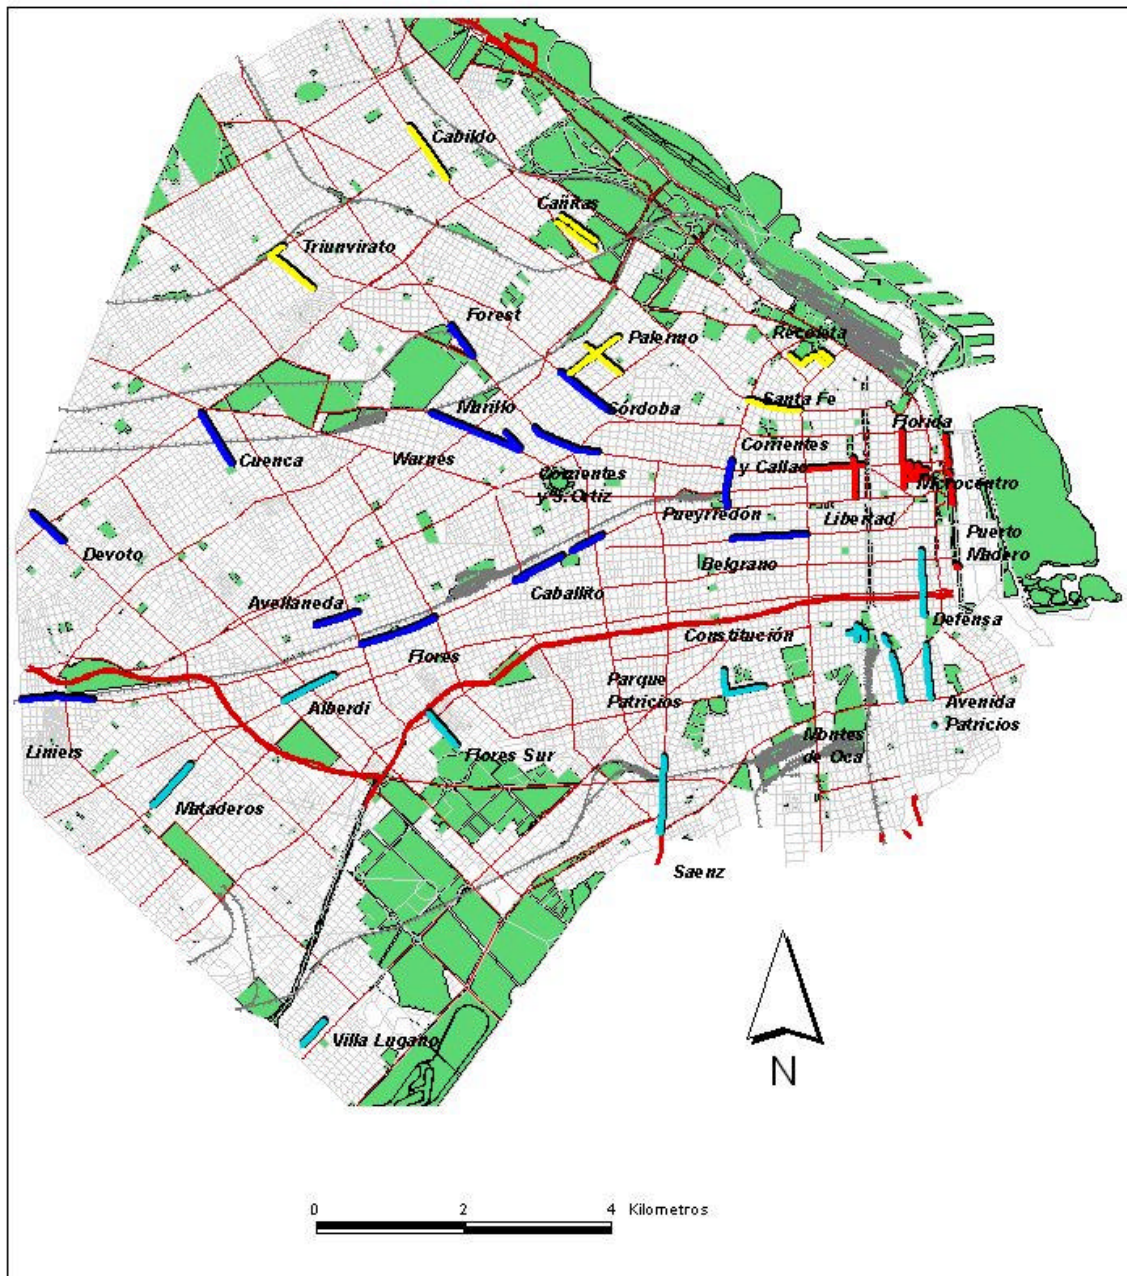 Cabildo
Cañitas
Triunvirato
Forest
Palermo
Recoleta
Santa Fe
Murillo
Córdoba
Florida
Cuenca
Warnes
Corrientes
y S. Ortiz
Corrientes
y Callao
Microcentro
Pueyrredon
Libertad
Puerto
Madero
Devoto
Belgrano
Avellaneda
Caballito
Defensa
Constitución
Flores
Parque
Patricios
Alberdi
Avenida
Patricios
Liniers
Flores Sur
Montes
de Oca
Mataderos
Saenz
Villa Lugano
N
0 2 4 Kilometros